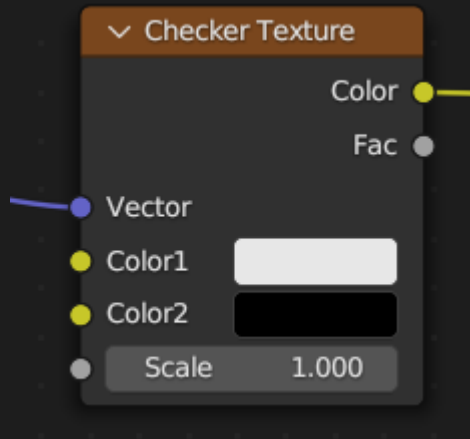 Checker Texture
Color
Fac
Vector
Color1
Color2
Scale 1.000